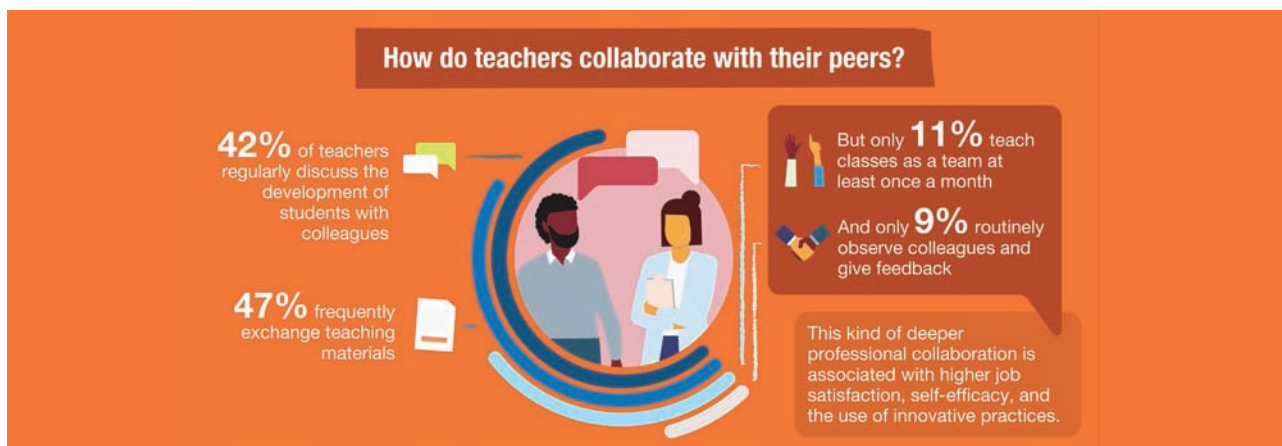 How do teachers collaborate with their peers?
42% of teachers
regularly discuss the
development of
students with
colleagues
47% frequently
exchange teaching
materials
But only 11% teach
classes as a team at
least once a month
And only 9% routinely
observe colleagues and
give feedback
This kind of deeper
professional collaboration is
associated with higher job
satisfaction, self-efficacy, and
the use of innovative practices.